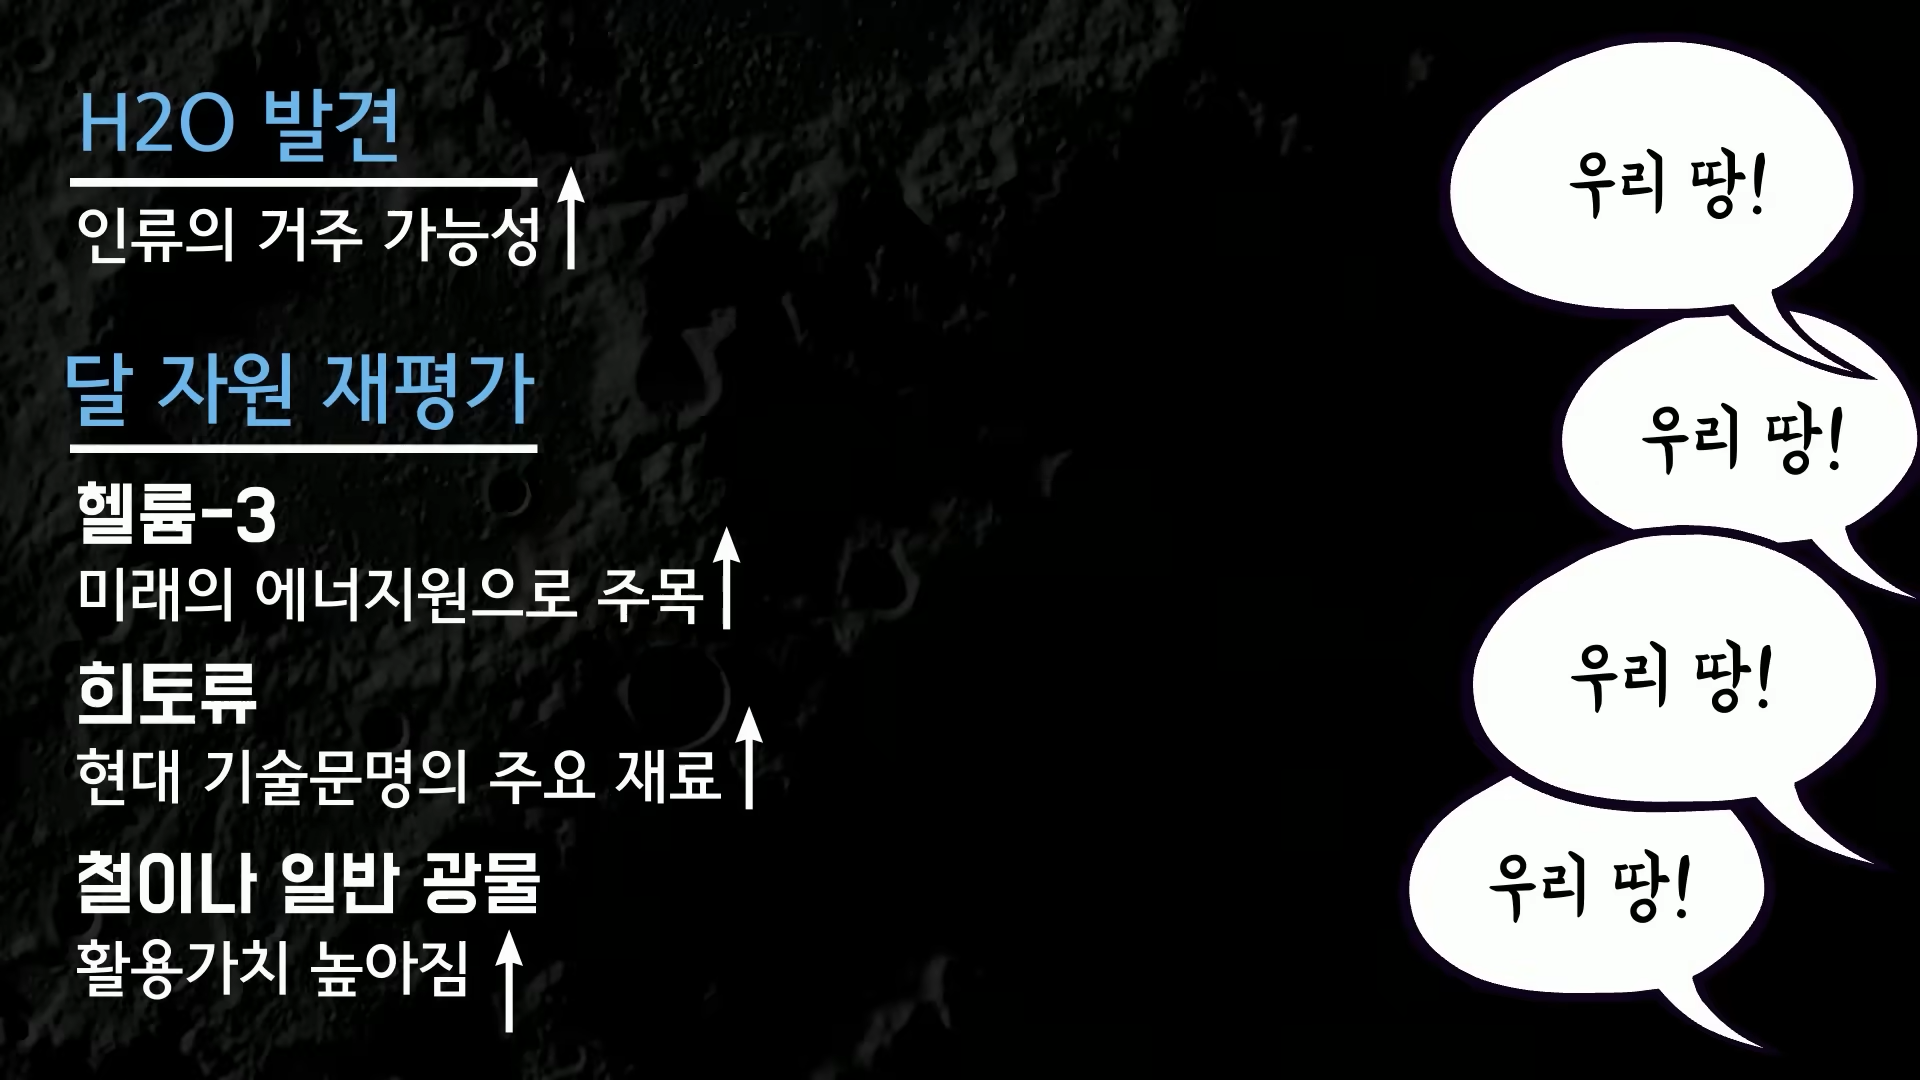 H2O 발견
인류의 거주 가능성
달 자원 재평가
헬륨-3
미래의 에너지원으로 주목
희토류
현대 기술문명의 주요 재료
철이나 일반 광물
활용가치 높아짐
우리 땅!
우리 땅!
우리 땅!
우리 땅!